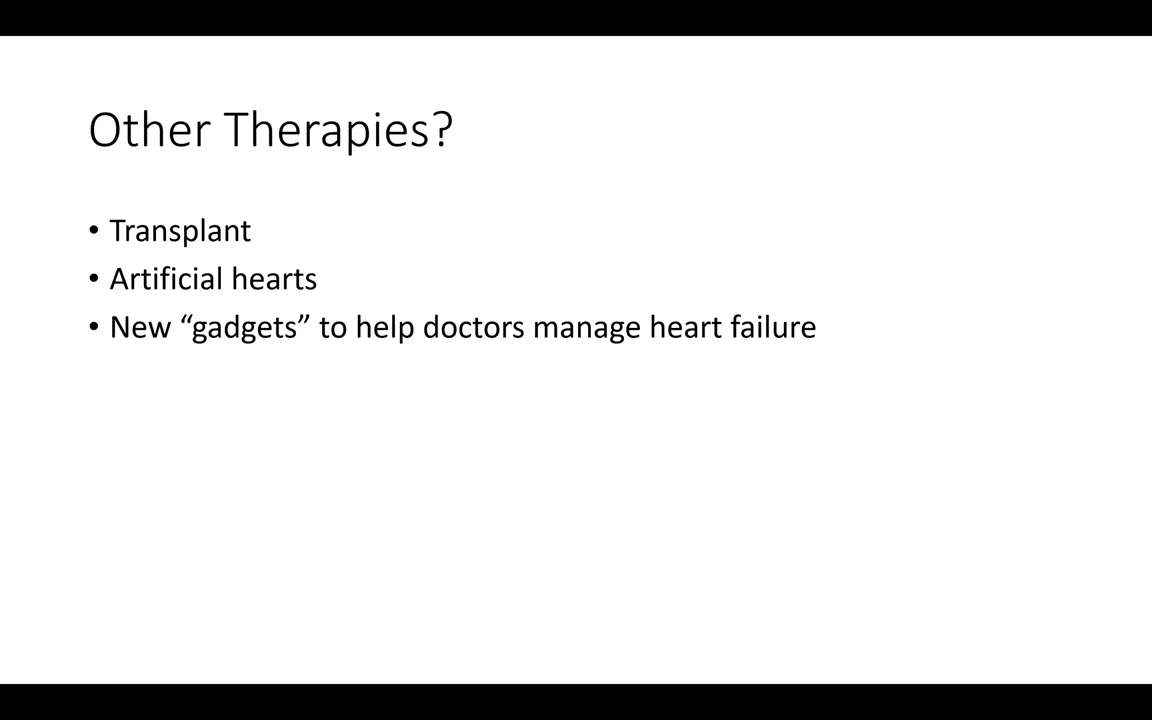 Other Therapies?
• Transplant
• Artificial hearts
• New “gadgets” to help doctors manage heart failure